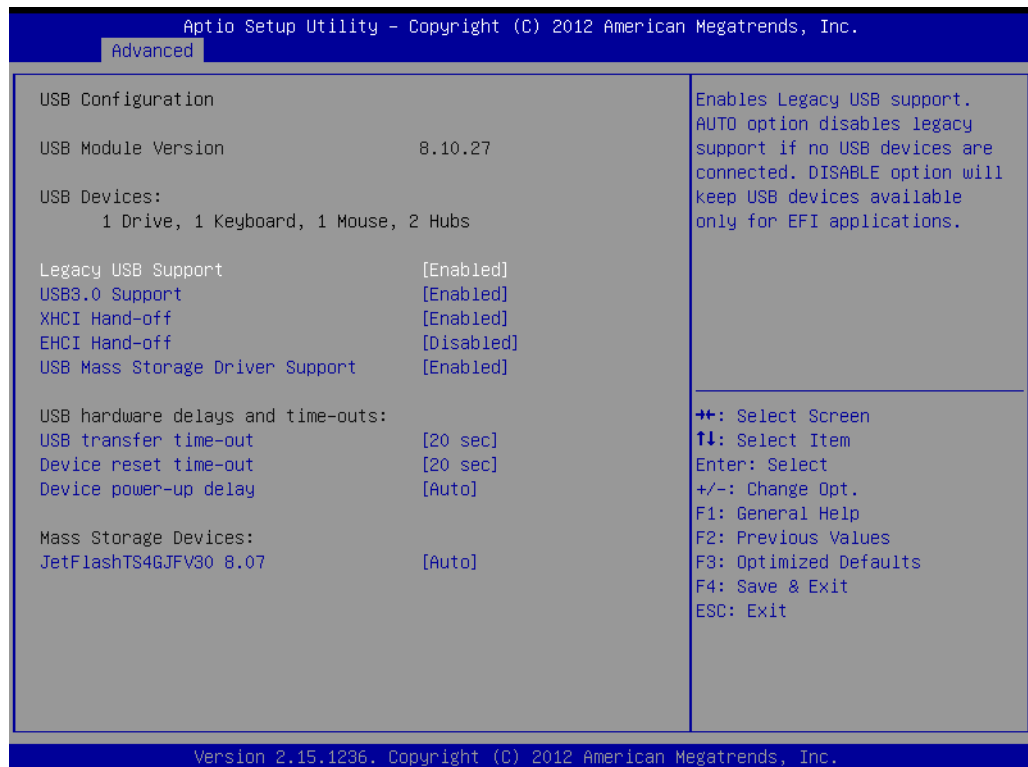 Aptio Setup Utility – Copyright (C) 2012 American Megatrends, Inc.
Advanced
USB Configuration
USB Module Version 8.10.27
USB Devices:
1 Drive, 1 Keyboard, 1 Mouse, 2 Hubs
Legacy USB Support [Enabled]
USB3.0 Support [Enabled]
XHCI Hand-off [Enabled]
EHCI Hand-off [Disabled]
USB Mass Storage Driver Support [Enabled]
USB hardware delays and time-outs:
USB transfer time-out [20 sec]
Device reset time-out [20 sec]
Device power-up delay [Auto]
Mass Storage Devices:
JetFlashTS4GJFV30 8.07 [Auto]
Enables Legacy USB support.
AUTO option disables legacy
support if no USB devices are
connected. DISABLE option will
keep USB devices available
only for EFI applications.
→←: Select Screen
↑↓: Select Item
Enter: Select
+/-: Change Opt.
F1: General Help
F2: Previous Values
F3: Optimized Defaults
F4: Save & Exit
ESC: Exit
Version 2.15.1236. Copyright (C) 2012 American Megatrends, Inc.